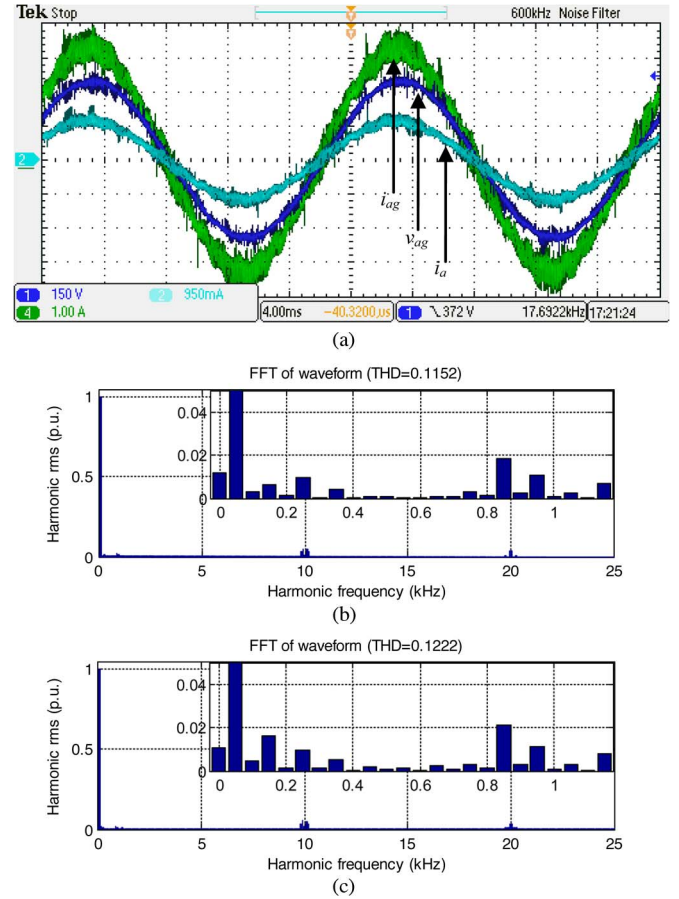 Tek Stop 600kHz Noise Filter
T
T
2
i_ag
v_ag
i_a
1 150 V 2 950mA
4 1.00 A
4.00ms -40.3200μs 1 372 V 17.6922kHz 17:21:24
(a)
FFT of waveform (THD=0.1152)
Harmonic rms (p.u.)
1
0.5
0
0.04
0.02
0
0 0.2 0.4 0.6 0.8 1
0 5 10 15 20 25
Harmonic frequency (kHz)
(b)
FFT of waveform (THD=0.1222)
Harmonic rms (p.u.)
1
0.5
0
0.04
0.02
0
0 0.2 0.4 0.6 0.8 1
0 5 10 15 20 25
Harmonic frequency (kHz)
(c)